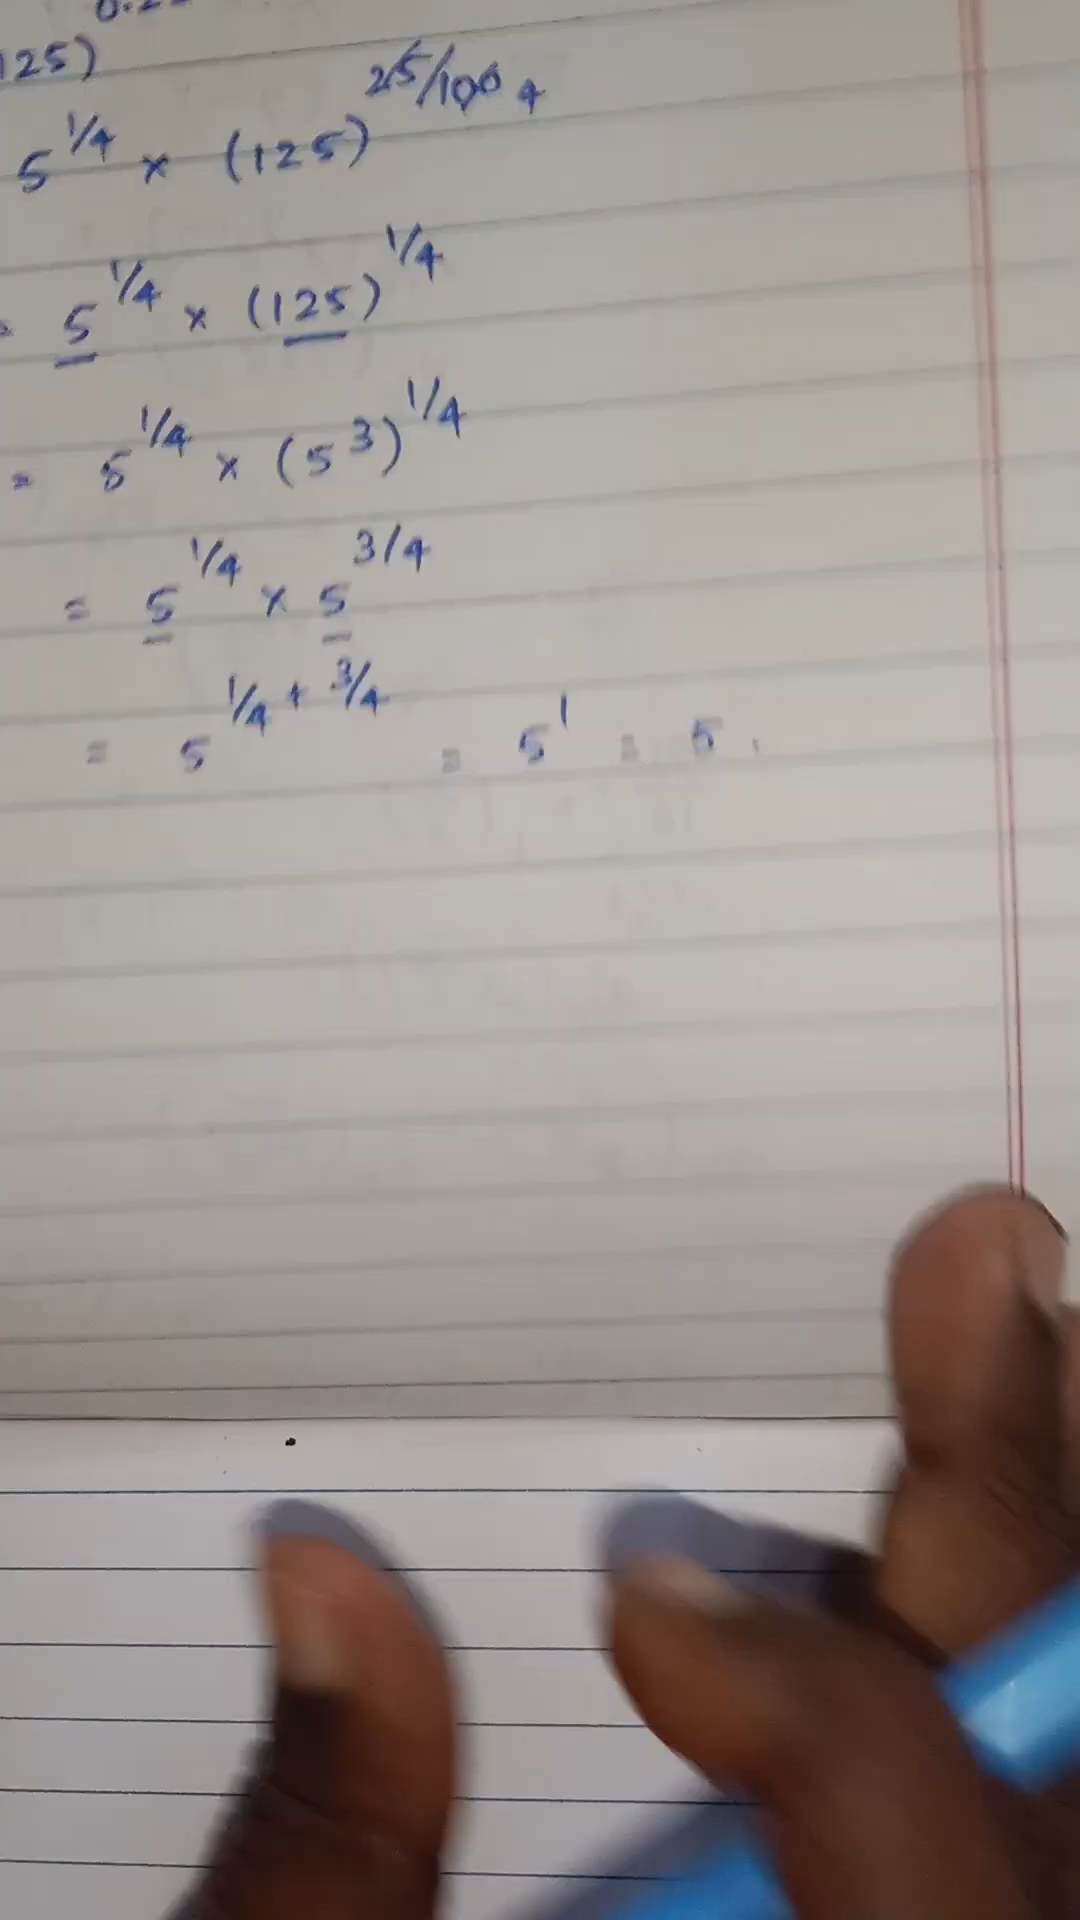 125)
5^(1/4) × (125)^(25/100 4)
= 5^(1/4) × (125)^(1/4)
= 5^(1/4) × (5^3)^(1/4)
= 5^(1/4) × 5^(3/4)
= 5^(1/4 + 3/4) = 5^1 = 5.